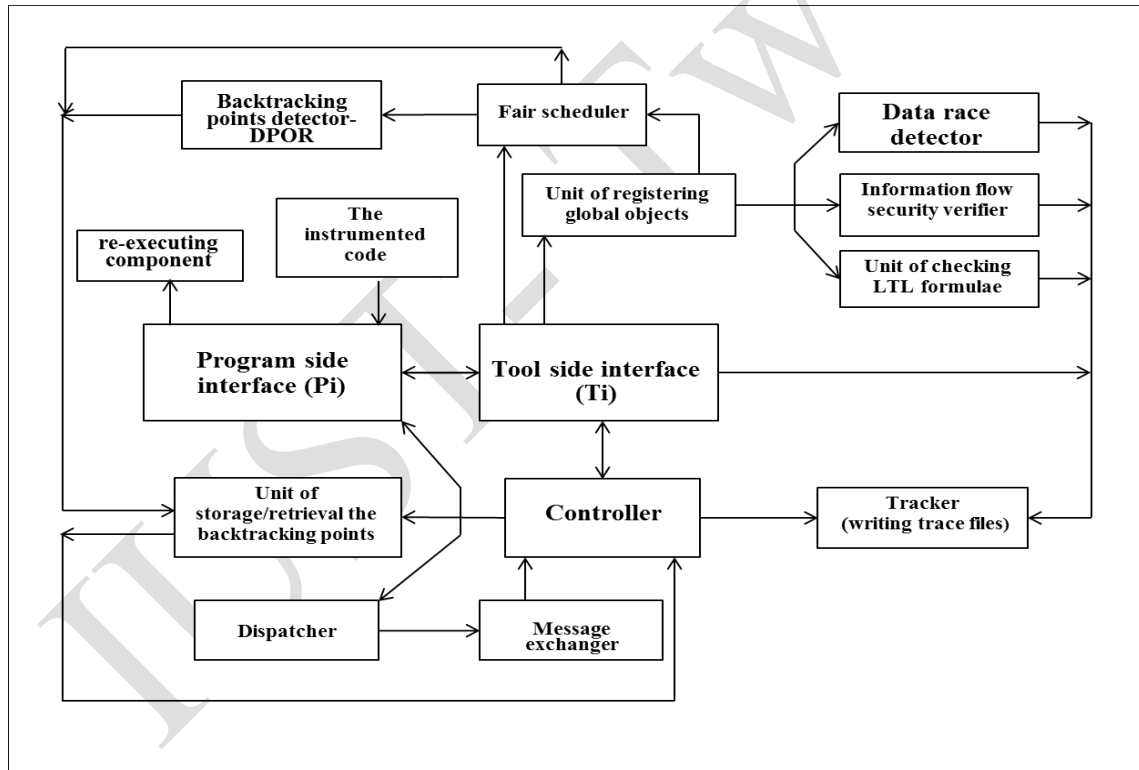 Backtracking
points detector-
DPOR
Fair scheduler
Data race
detector
Unit of registering
global objects
Information flow
security verifier
The
instrumented
code
re-executing
component
Unit of checking
LTL formulae
Program side
interface (Pi)
Tool side interface
(Ti)
Unit of
storage/retrieval the
backtracking points
Controller
Tracker
(writing trace files)
Dispatcher
Message
exchanger